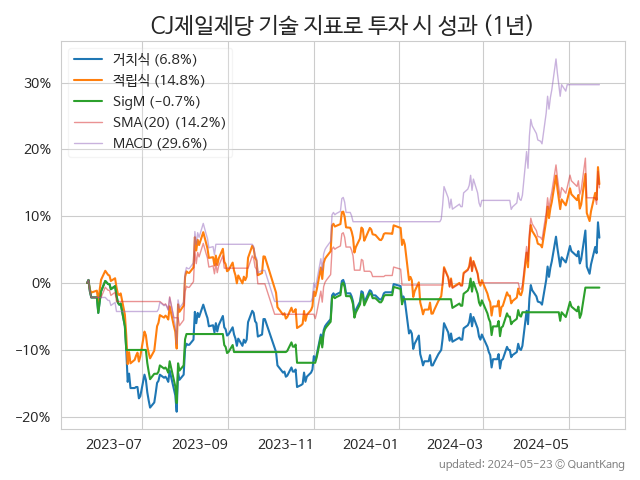 CJ제일제당 기술 지표로 투자 시 성과 (1년)
거치식 (6.8%)
적립식 (14.8%)
SigM (−0.7%)
SMA(20) (14.2%)
MACD (29.6%)
30%
20%
10%
0%
−10%
−20%
2023−07
2023−09
2023−11
2024−01
2024−03
2024−05
updated: 2024−05−23 © QuantKang